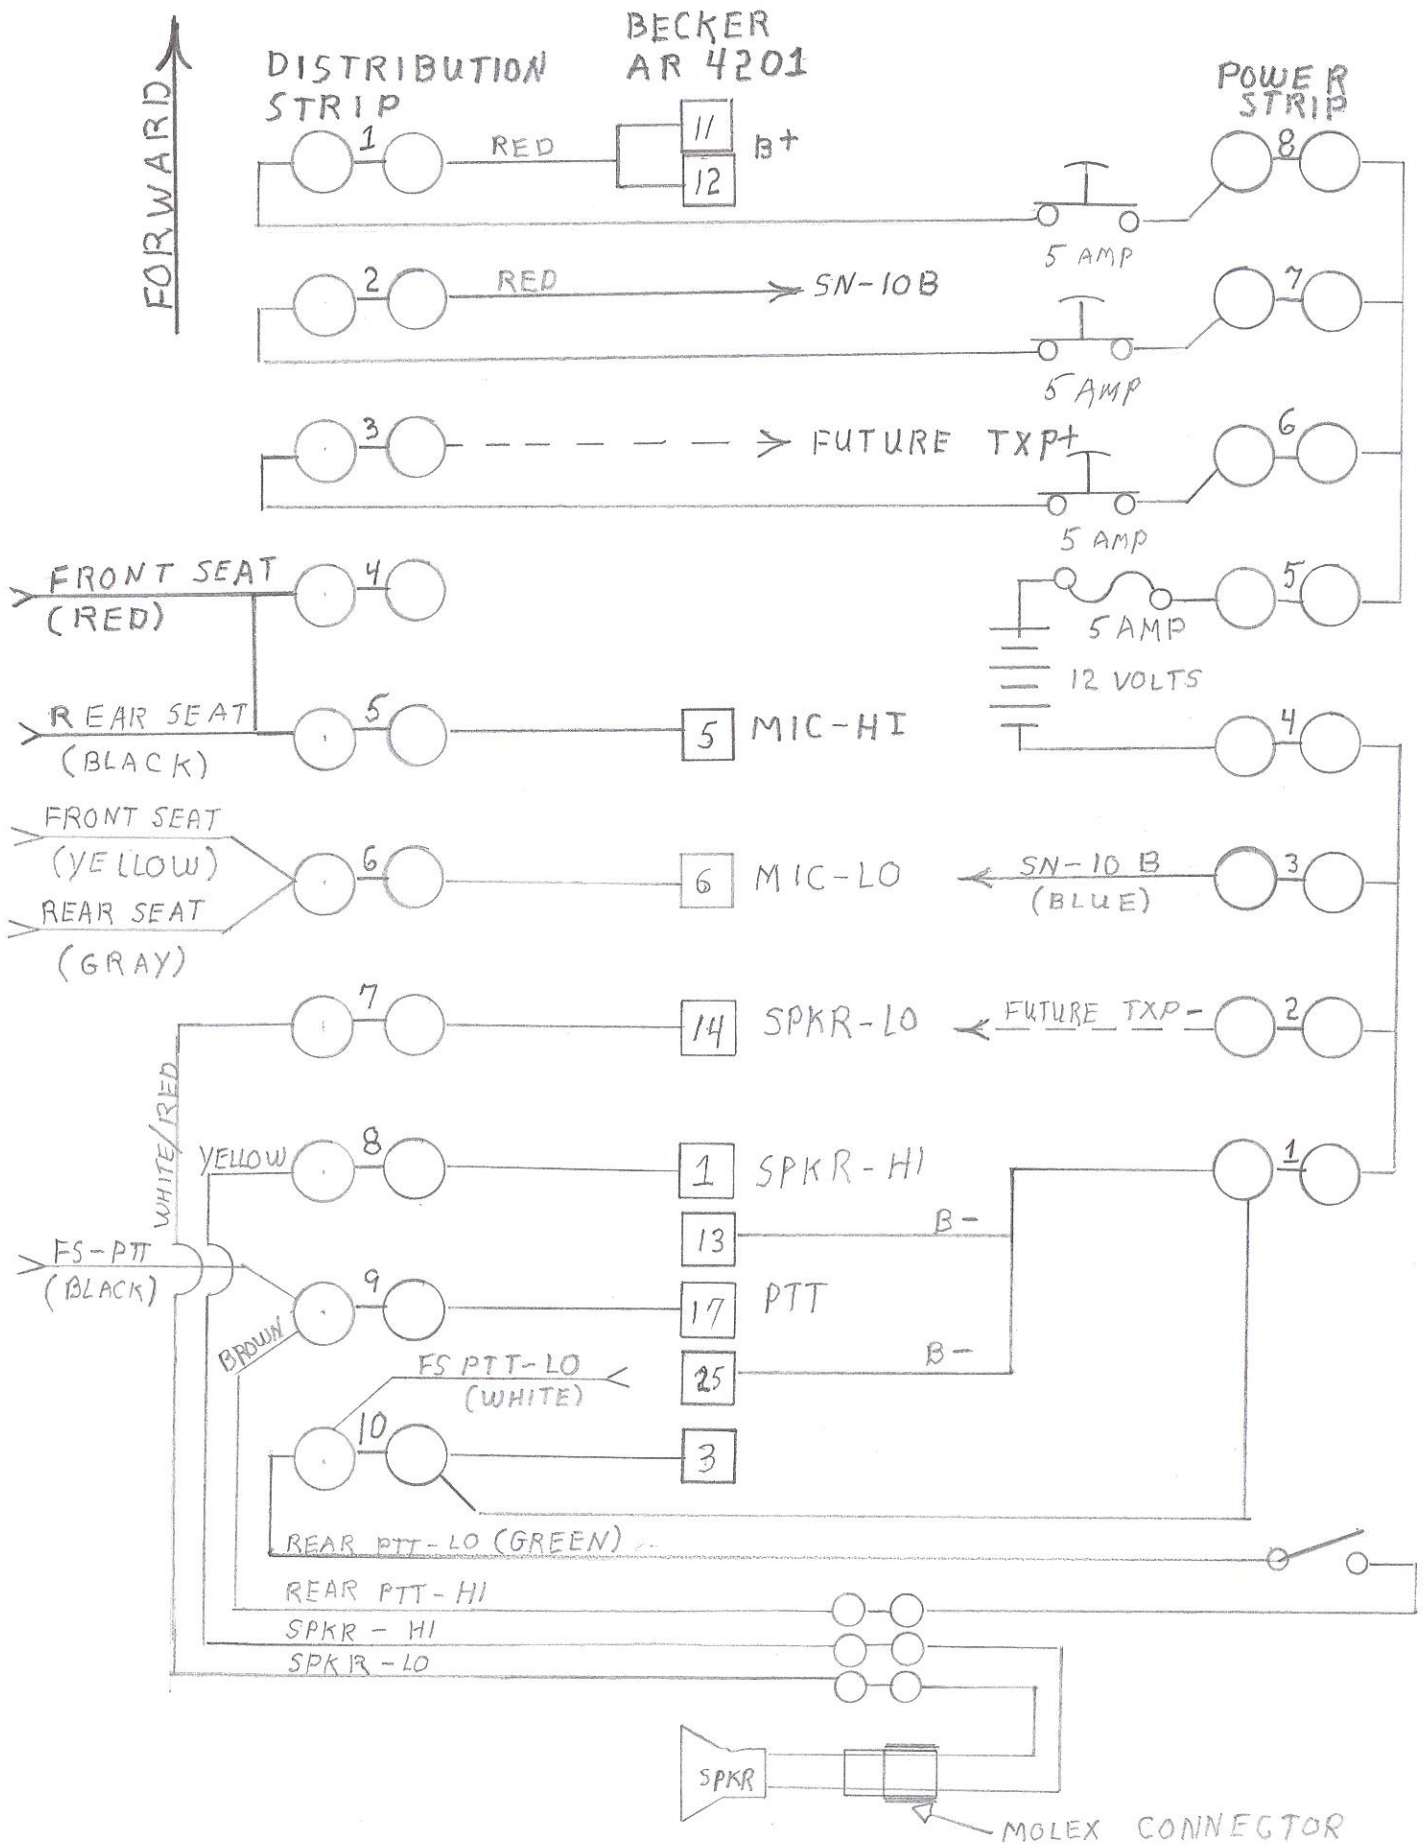 FORWARD
DISTRIBUTION
STRIP
BECKER
AR 4201
POWER
STRIP
1
RED
11
12
B+
8
5 AMP
2
RED
SN-10B
7
5 AMP
3
FUTURE TXP+
6
5 AMP
FRONT SEAT
(RED)
4
5
5 AMP
12 VOLTS
REAR SEAT
(BLACK)
5
5
MIC-HI
4
FRONT SEAT
(YELLOW)
REAR SEAT
(GRAY)
6
6
MIC-LO
SN-10 B
(BLUE)
3
7
14
SPKR-LO
FUTURE TXP-
2
WHITE/RED
YELLOW
8
1
SPKR-HI
1
13
B-
FS-PTT
(BLACK)
9
17
PTT
BROWN
FS PTT-LO
(WHITE)
25
B-
10
3
REAR PTT-LO (GREEN)
REAR PTT-HI
SPKR-HI
SPKR-LO
SPKR
MOLEX CONNECTOR